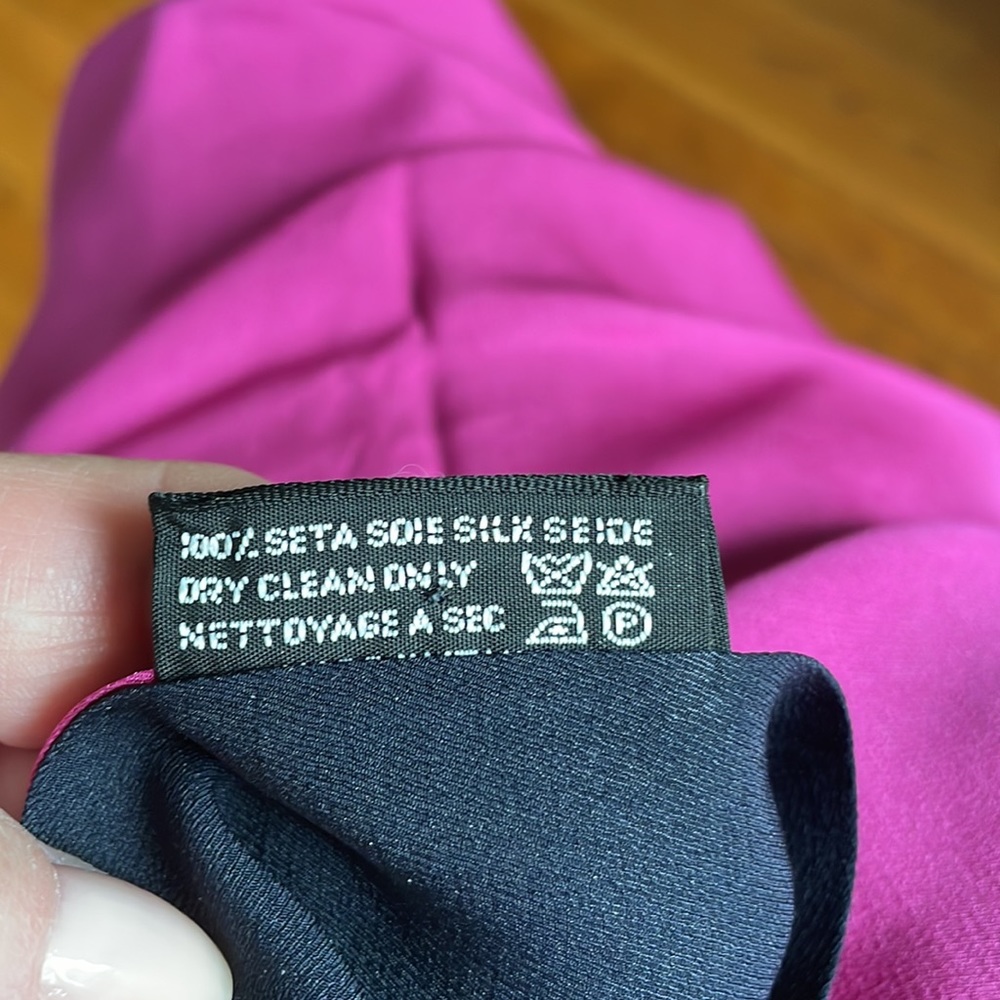 100% SETA SOIE SILK SEIDE
DRY CLEAN ONLY
NETTOYAGE A SEC
P